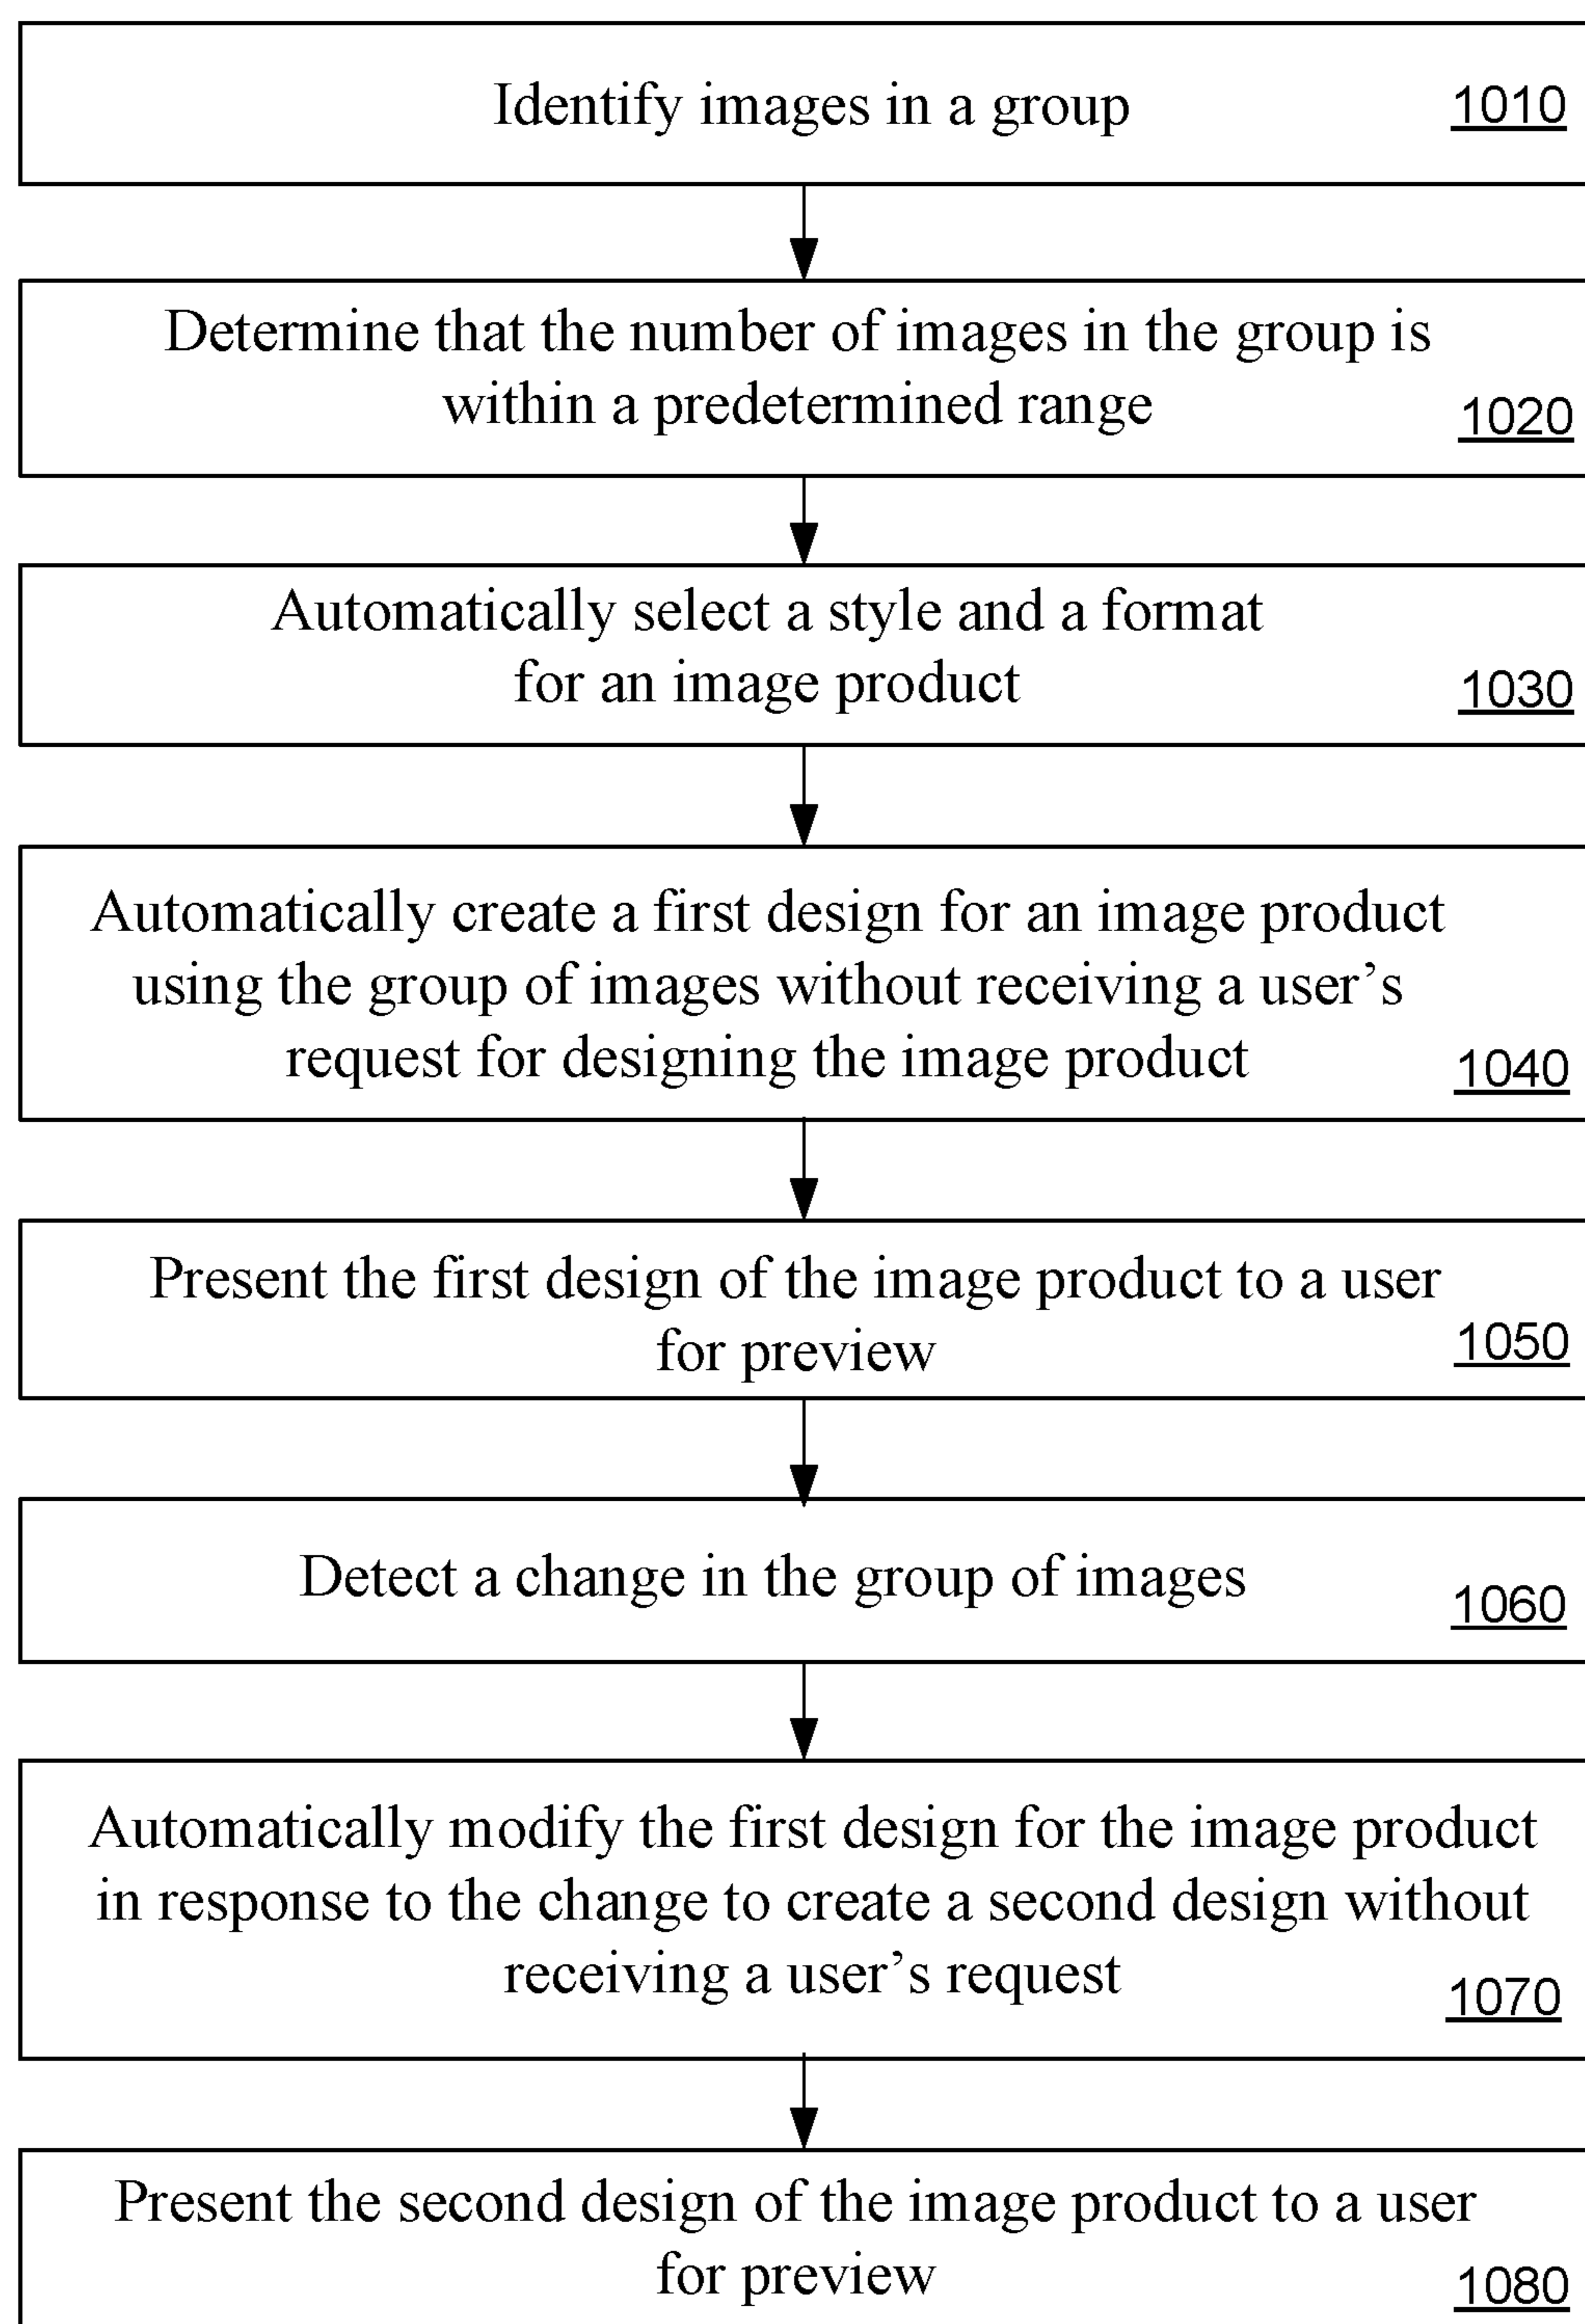 Identify images in a group
1010
Determine that the number of images in the group is
within a predetermined range
1020
Automatically select a style and a format
for an image product
1030
Automatically create a first design for an image product
using the group of images without receiving a user’s
request for designing the image product
1040
Present the first design of the image product to a user
for preview
1050
Detect a change in the group of images
1060
Automatically modify the first design for the image product
in response to the change to create a second design without
receiving a user’s request
1070
Present the second design of the image product to a user
for preview
1080